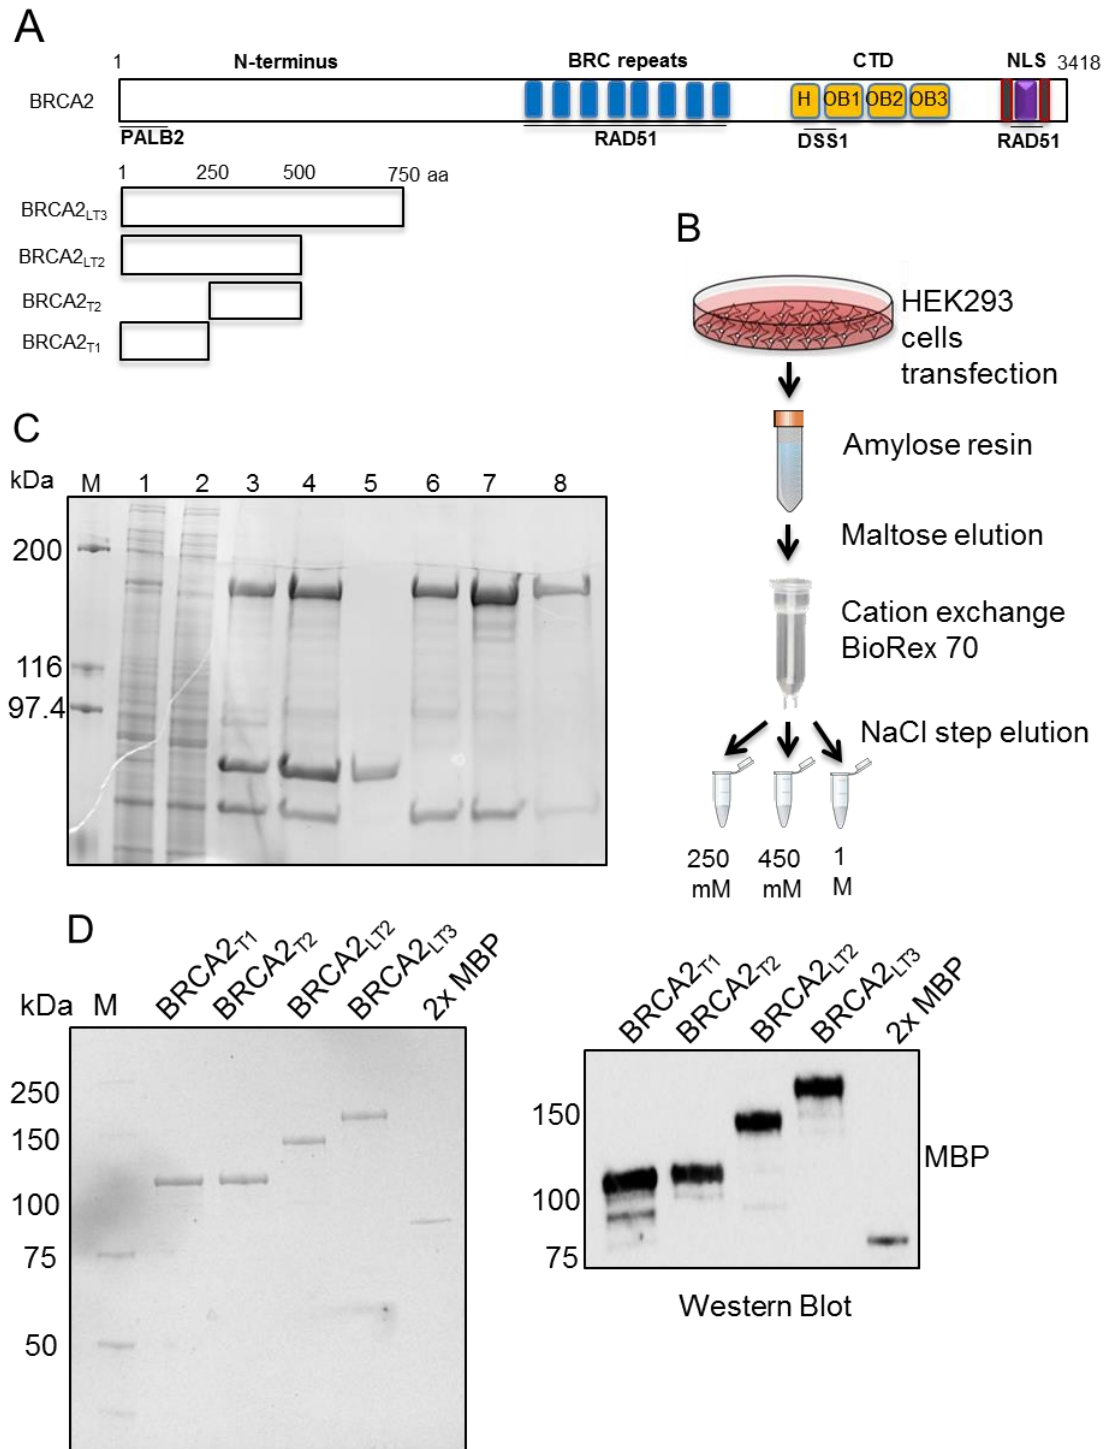 A
1 N-terminus BRC repeats CTD NLS 3418
BRCA2 H OB1 OB2 OB3
PALB2 RAD51 DSS1 RAD51
1 250 500 750 aa
BRCA2LT3
BRCA2LT2
BRCA2T2
BRCA2T1
B
HEK293
cells
transfection
Amylose resin
Maltose elution
Cation exchange
BioRex 70
NaCl step elution
250 450 1
mM mM M
C
kDa M 1 2 3 4 5 6 7 8
200
116
97.4
D
kDa M BRCA2T1 BRCA2T2 BRCA2LT2 BRCA2LT3 2x MBP
250
150
100
75
50
BRCA2T1 BRCA2T2 BRCA2LT2 BRCA2LT3 2x MBP
150
100
75
MBP
Western Blot